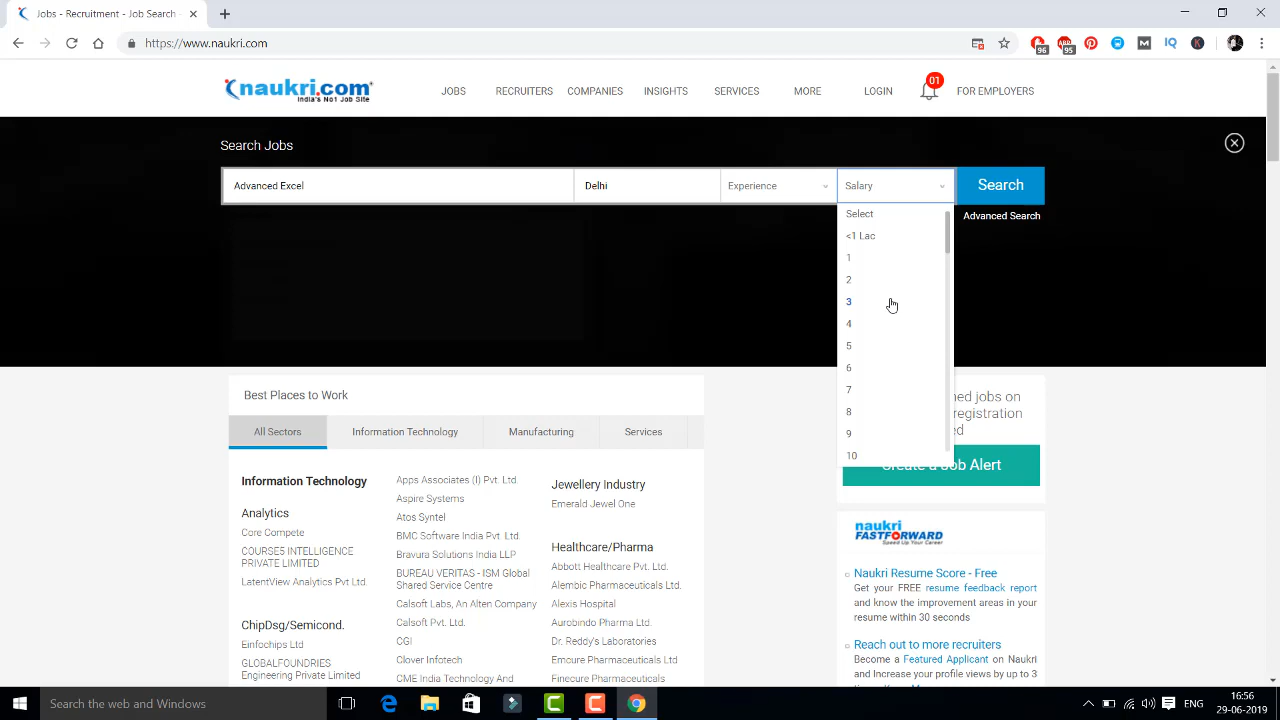 Jobs - Recruitment - Job Search
https://www.naukri.com
96
95
IQ
K
naukri.com
India's No1 Job Site
JOBS
RECRUITERS
COMPANIES
INSIGHTS
SERVICES
MORE
LOGIN
01
FOR EMPLOYERS
Search Jobs
Advanced Excel
Delhi
Experience
Salary
Search
Advanced Search
Select
<1 Lac
1
2
3
4
5
6
7
8
9
10
ned jobs on
registration
ed
Create a Job Alert
Best Places to Work
All Sectors
Information Technology
Manufacturing
Services
Information Technology
Analytics
Core Compete
COURSE5 INTELLIGENCE
PRIVATE LIMITED
LatentView Analytics Pvt Ltd.
ChipDsg/Semicond.
Einfochips Ltd
GLOBALFOUNDRIES
Engineering Private Limited
Apps Associates (I) Pvt. Ltd.
Aspire Systems
Atos Syntel
BMC Software India Pvt. Ltd.
Bravura Solutions India LLP
BUREAU VERITAS - ISM Global
Shared Service Centre
Calsoft Labs, An Alten Company
Calsoft Pvt. Ltd.
CGI
Clover Infotech
CME India Technology And
Jewellery Industry
Emerald Jewel One
Healthcare/Pharma
Abbott Healthcare Pvt. Ltd.
Alembic Pharmaceuticals Ltd.
Alexis Hospital
Aurobindo Pharma Ltd.
Dr. Reddy's Laboratories
Emcure Pharmaceuticals Ltd
naukri
FASTFORWARD
Speed Up Your Career
Naukri Resume Score - Free
Get your FREE resume feedback report
and know the improvement areas in your
resume within 30 seconds
Reach out to more recruiters
Become a Featured Applicant on Naukri
and Increase your profile views by up to 3
Search the web and Windows
ENG
16:56
29-06-2019